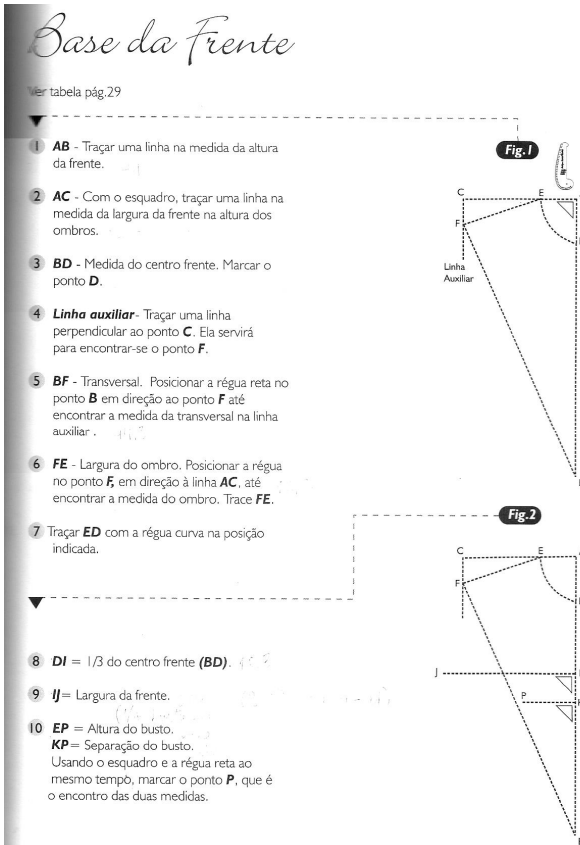 Base da Frente
Ver tabela pág.29
1 AB - Traçar uma linha na medida da altura
da frente.
2 AC - Com o esquadro, traçar uma linha na
medida da largura da frente na altura dos
ombros.
3 BD - Medida do centro frente. Marcar o
ponto D.
4 Linha auxiliar- Traçar uma linha
perpendicular ao ponto C. Ela servirá
para encontrar-se o ponto F.
5 BF - Transversal. Posicionar a régua reta no
ponto B em direção ao ponto F até
encontrar a medida da transversal na linha
auxiliar .
6 FE - Largura do ombro. Posicionar a régua
no ponto F, em direção à linha AC, até
encontrar a medida do ombro. Trace FE.
7 Traçar ED com a régua curva na posição
indicada.
8 DI = 1/3 do centro frente (BD).
9 IJ= Largura da frente.
10 EP = Altura do busto.
KP= Separação do busto.
Usando o esquadro e a régua reta ao
mesmo tempo, marcar o ponto P, que é
o encontro das duas medidas.
Fig.1
C E
F
Linha
Auxiliar
Fig.2
C E
F
J
P